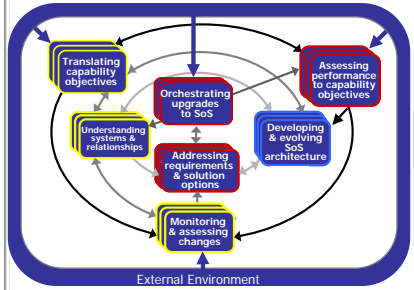 Translating
capability
objectives
Assessing
performance
to capability
objectives
Orchestrating
upgrades
to SoS
Understanding
systems &
relationships
Developing
& evolving
SoS
architecture
Addressing
requirements
& solution
options
Monitoring
& assessing
changes
External Environment